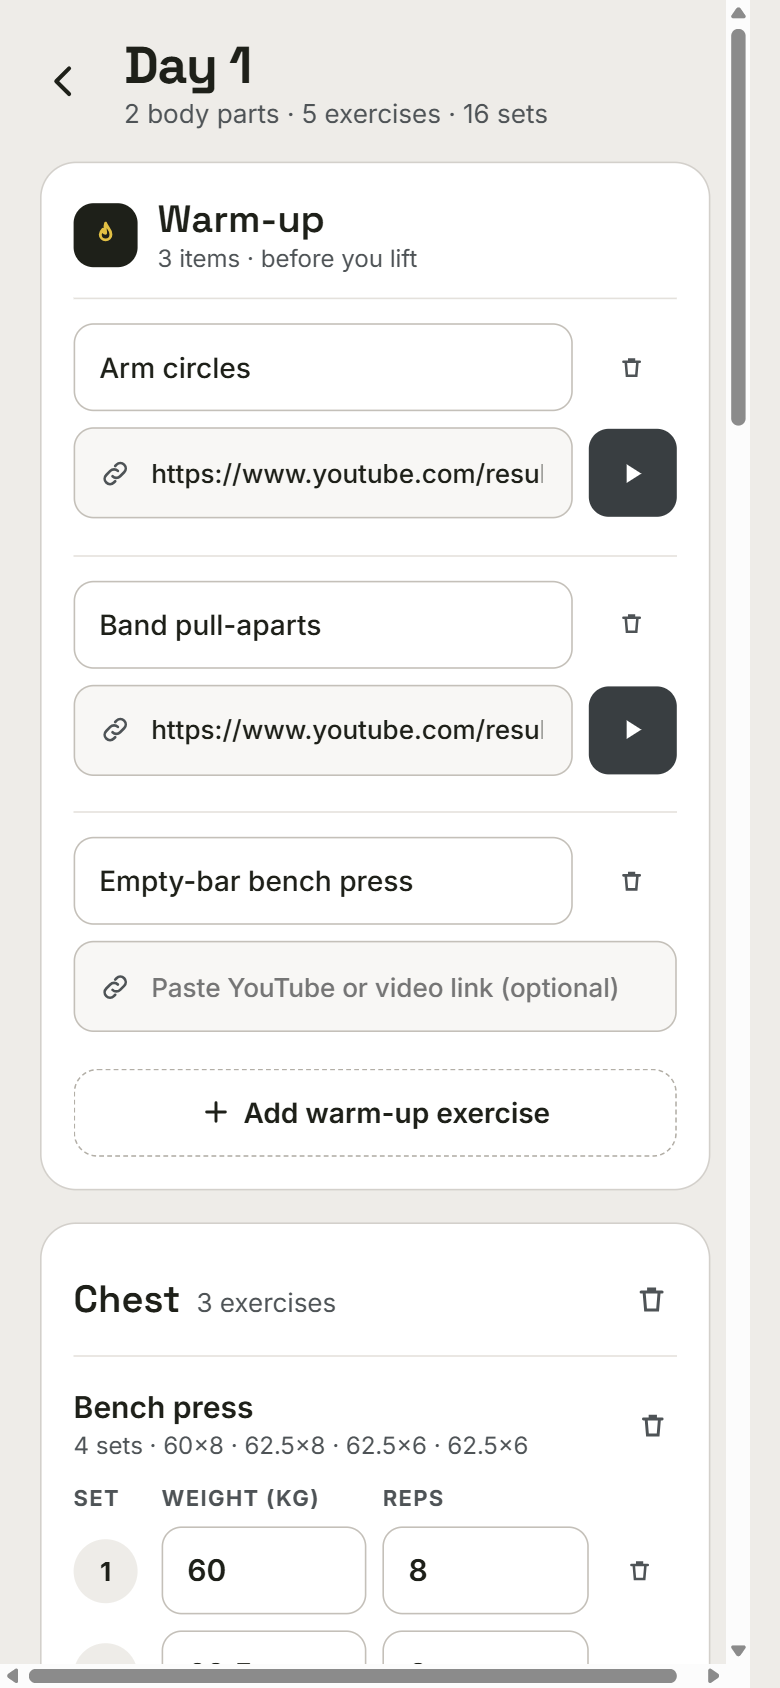 Day 1
2 body parts · 5 exercises · 16 sets
Warm-up
3 items · before you lift
Arm circles
https://www.youtube.com/resul
Band pull-aparts
https://www.youtube.com/resul
Empty-bar bench press
Paste YouTube or video link (optional)
+ Add warm-up exercise
Chest 3 exercises
Bench press
4 sets · 60×8 · 62.5×8 · 62.5×6 · 62.5×6
SET WEIGHT (KG) REPS
1 60 8